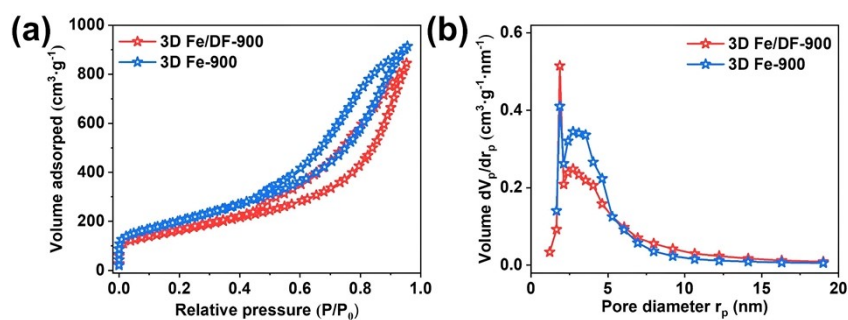 (a)
3D Fe/DF-900
3D Fe-900
Volume adsorped (cm³·g⁻¹)
1000
800
600
400
200
0
0.0 0.2 0.4 0.6 0.8 1.0
Relative pressure (P/P₀)
(b)
3D Fe/DF-900
3D Fe-900
Volume dVₚ/drₚ (cm³·g⁻¹·nm⁻¹)
0.6
0.4
0.2
0.0
0 5 10 15 20
Pore diameter rₚ (nm)